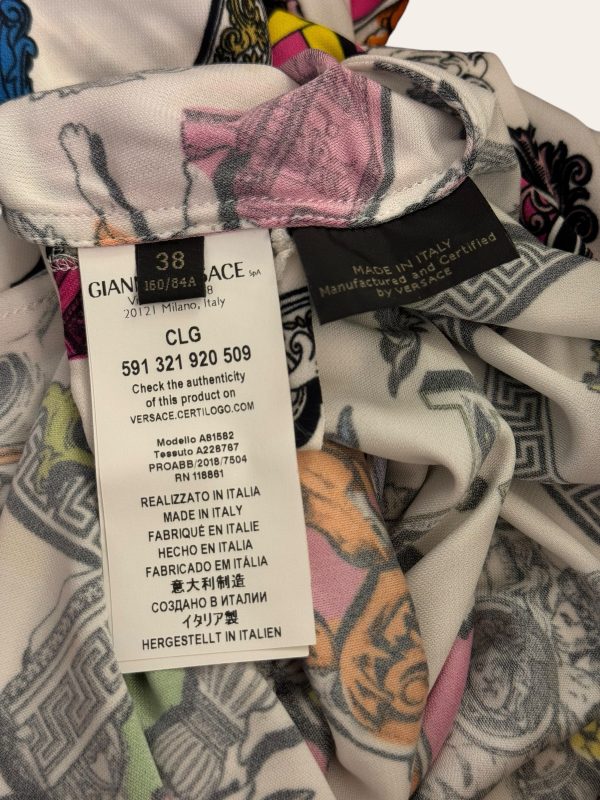 38
160/84A
MADE IN ITALY
Manufactured and Certified
by VERSACE
GIANNI VERSACE SpA
20121 Milano, Italy
CLG
591 321 920 509
Check the authenticity
of this product on
VERSACE.CERTILOGO.COM
Modello A81582
Tessuto A228767
PROABB/2018/7504
RN 118861
REALIZZATO IN ITALIA
MADE IN ITALY
FABRIQUÉ EN ITALIE
HECHO EN ITALIA
FABRICADO EM ITÁLIA
意大利制造
СОЗДАНО В ИТАЛИИ
イタリア製
HERGESTELLT IN ITALIEN